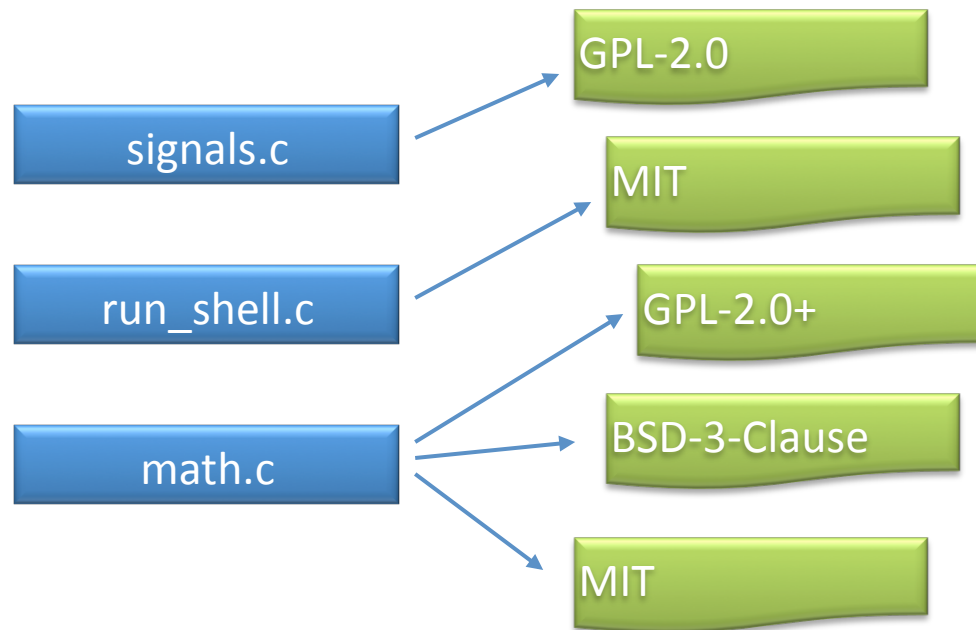 GPL-2.0
signals.c
MIT
run_shell.c
GPL-2.0+
BSD-3-Clause
math.c
MIT